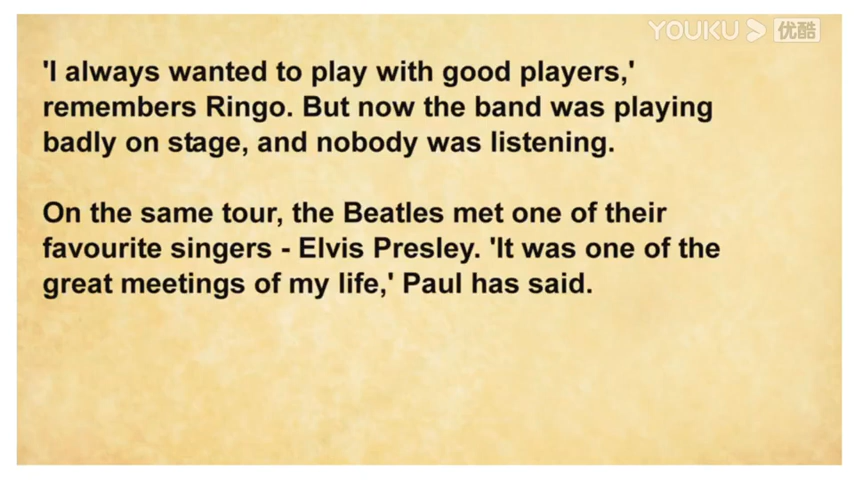 YOUKU 优酷
'I always wanted to play with good players,'
remembers Ringo. But now the band was playing
badly on stage, and nobody was listening.
On the same tour, the Beatles met one of their
favourite singers - Elvis Presley. 'It was one of the
great meetings of my life,' Paul has said.